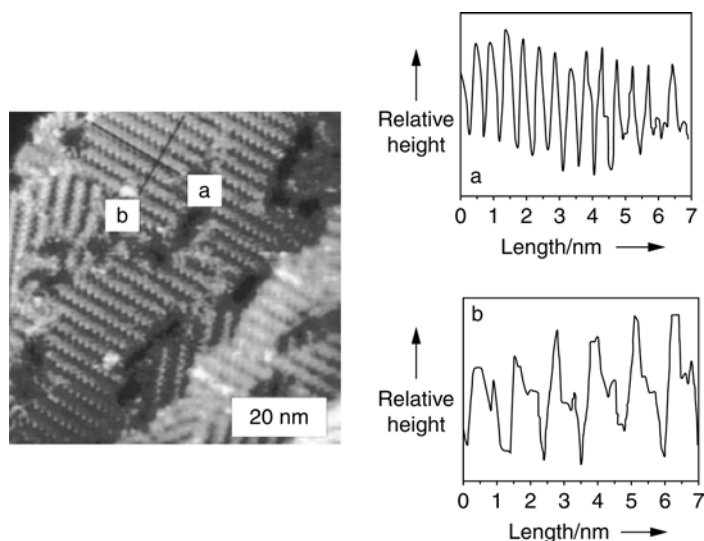 a
b
20 nm
Relative
height
a
0 1 2 3 4 5 6 7
Length/nm
b
Relative
height
0 1 2 3 4 5 6 7
Length/nm